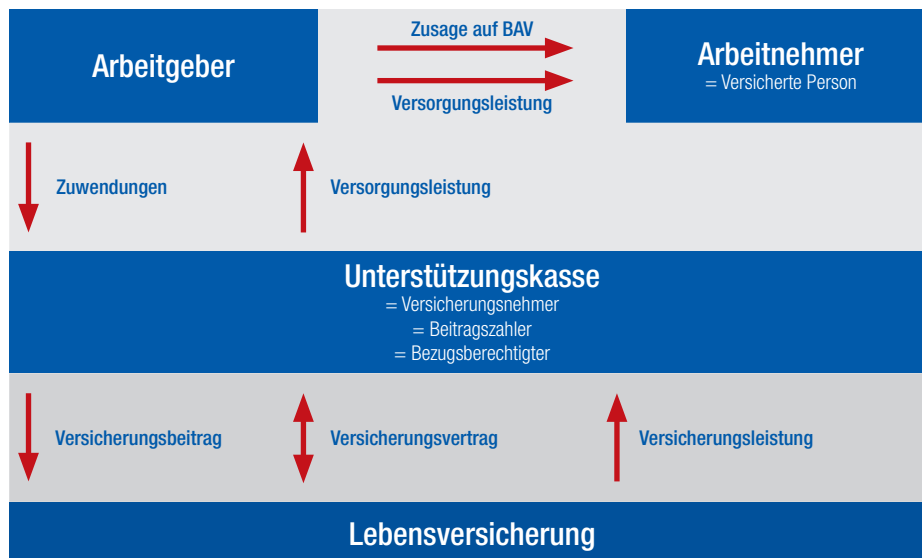 Arbeitgeber
Zusage auf BAV
Versorgungsleistung
Arbeitnehmer
= Versicherte Person
Zuwendungen
Versorgungsleistung
Unterstützungskasse
= Versicherungsnehmer
= Beitragszahler
= Bezugsberechtigter
Versicherungsbeitrag
Versicherungsvertrag
Versicherungsleistung
Lebensversicherung